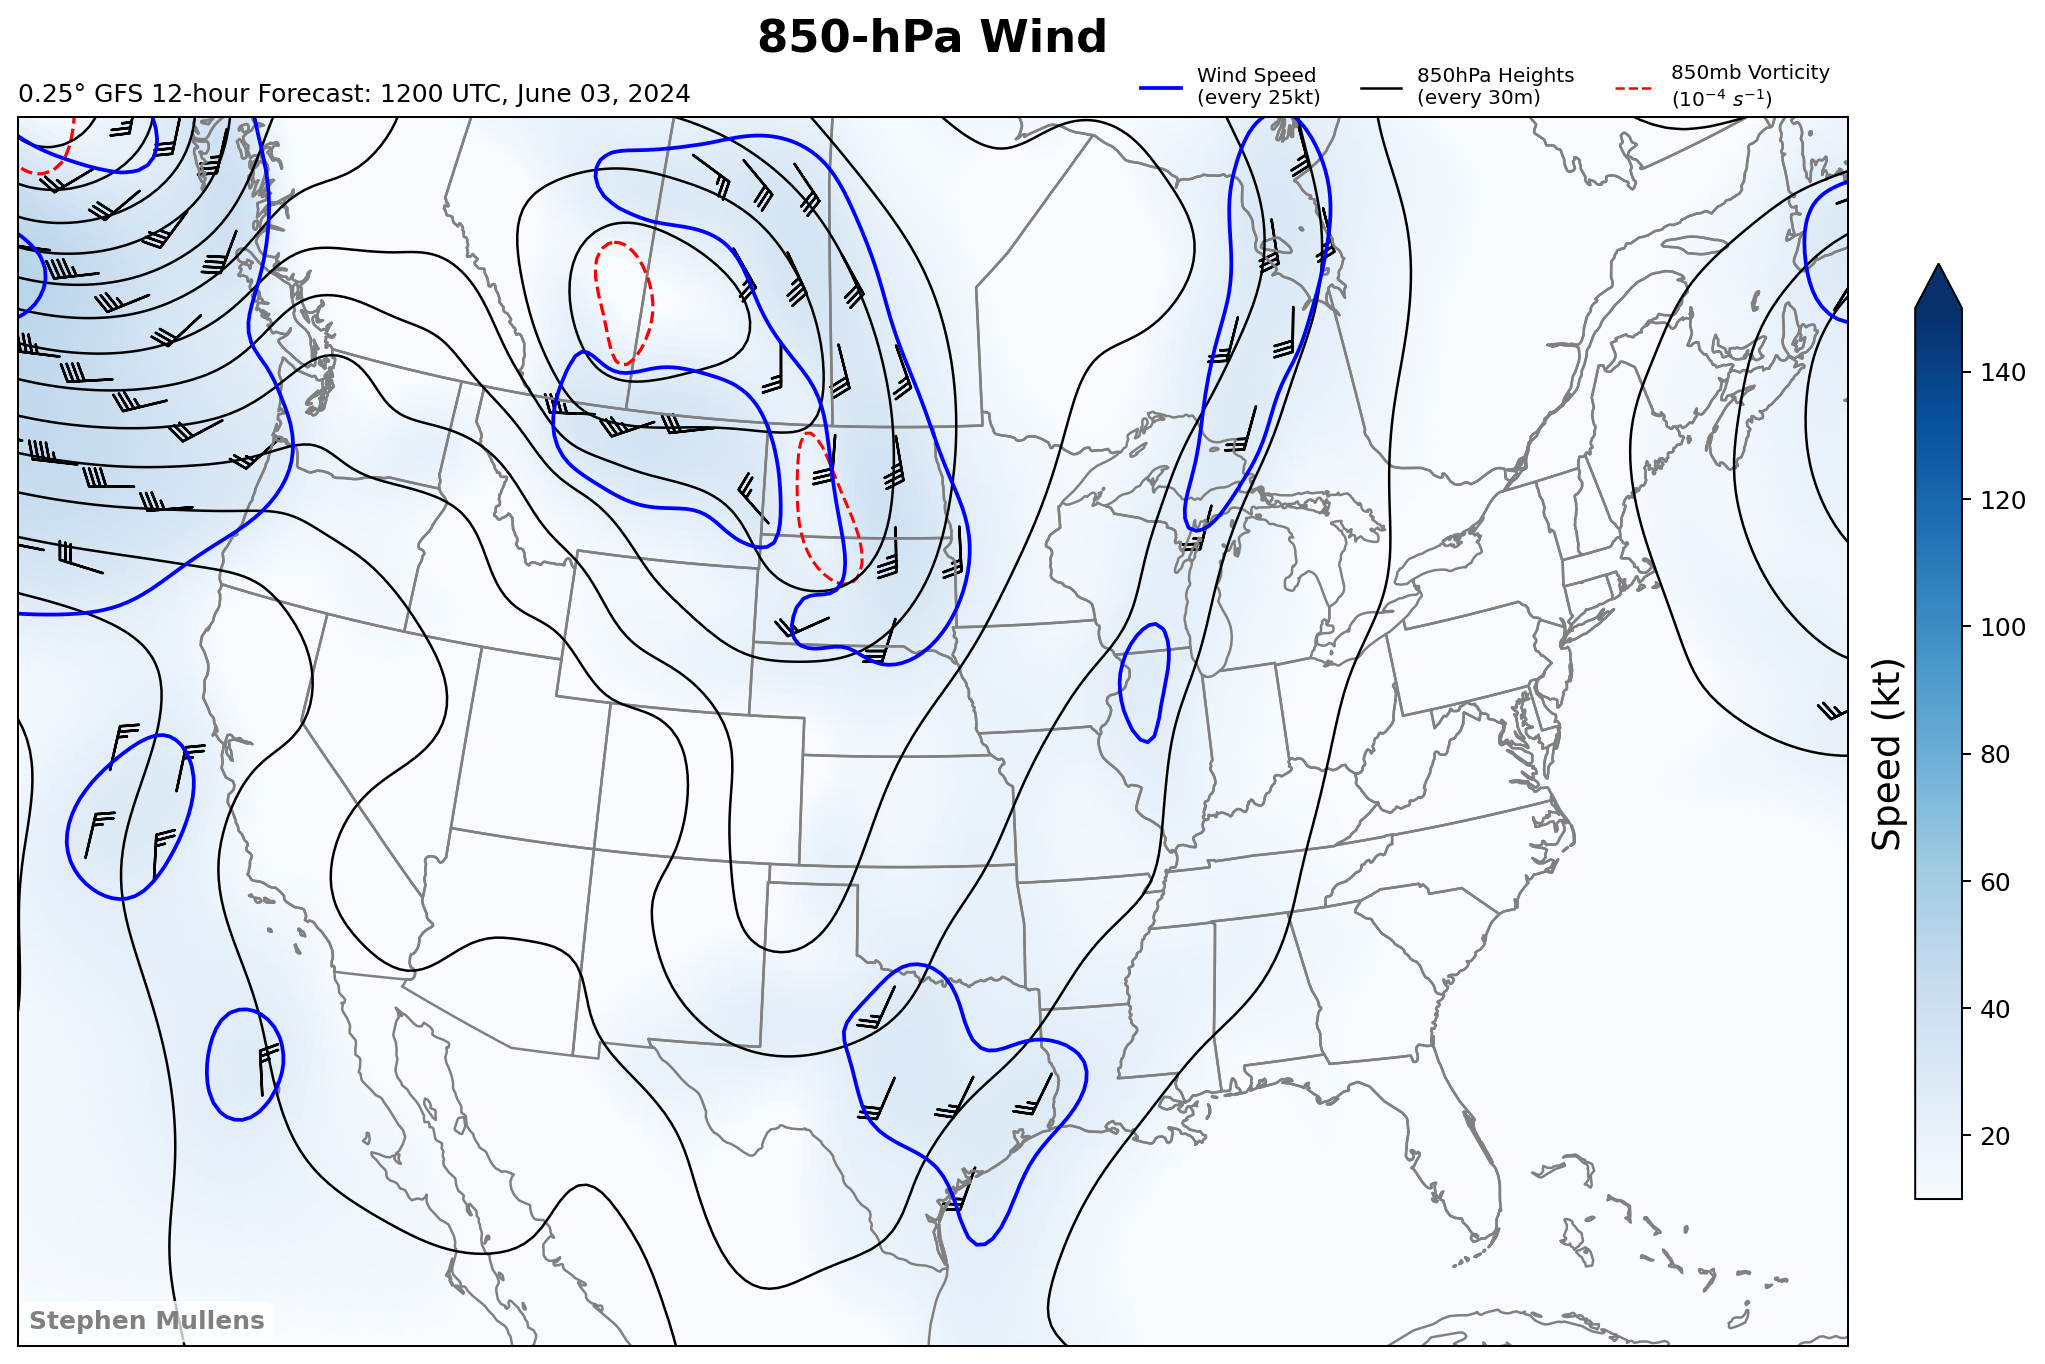 850-hPa Wind
0.25° GFS 12-hour Forecast: 1200 UTC, June 03, 2024
Wind Speed
(every 25kt)
850hPa Heights
(every 30m)
850mb Vorticity
(10⁻⁴ s⁻¹)
140
120
100
80
60
40
20
Speed (kt)
Stephen Mullens